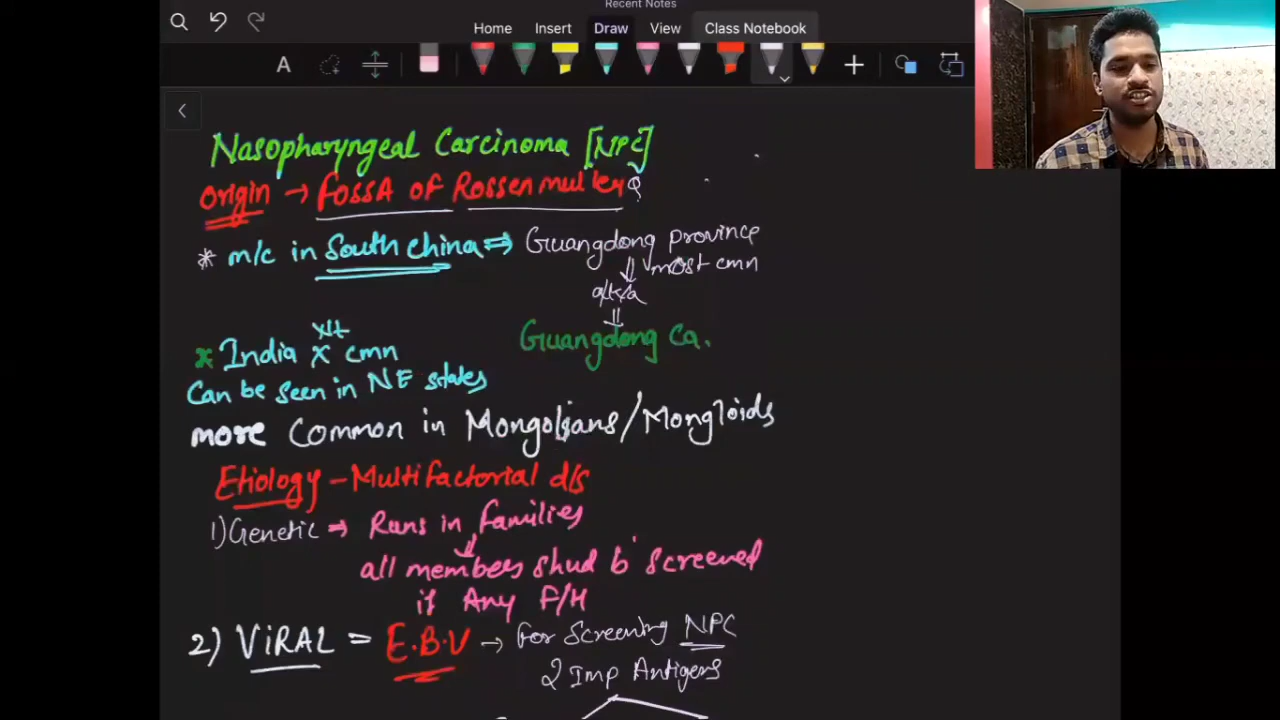 Recent Notes
Home Insert Draw View Class Notebook
A
Nasopharyngeal Carcinoma [NPC]
Origin → FossA OF Rossenmuller
* m/c in South China ⇒ Guangdong province
most cmn
a/k/a
Guangdong Ca.
x India x cmn
Can be seen in NE states
more Common in Mongolians/Mongloids
Etiology - Multifactorial d/s
1) Genetic → Runs in families
all members shud b' screened
if Any F/H
2) ViRAL = E.B.V → For Screening NPC
2 Imp Antigens